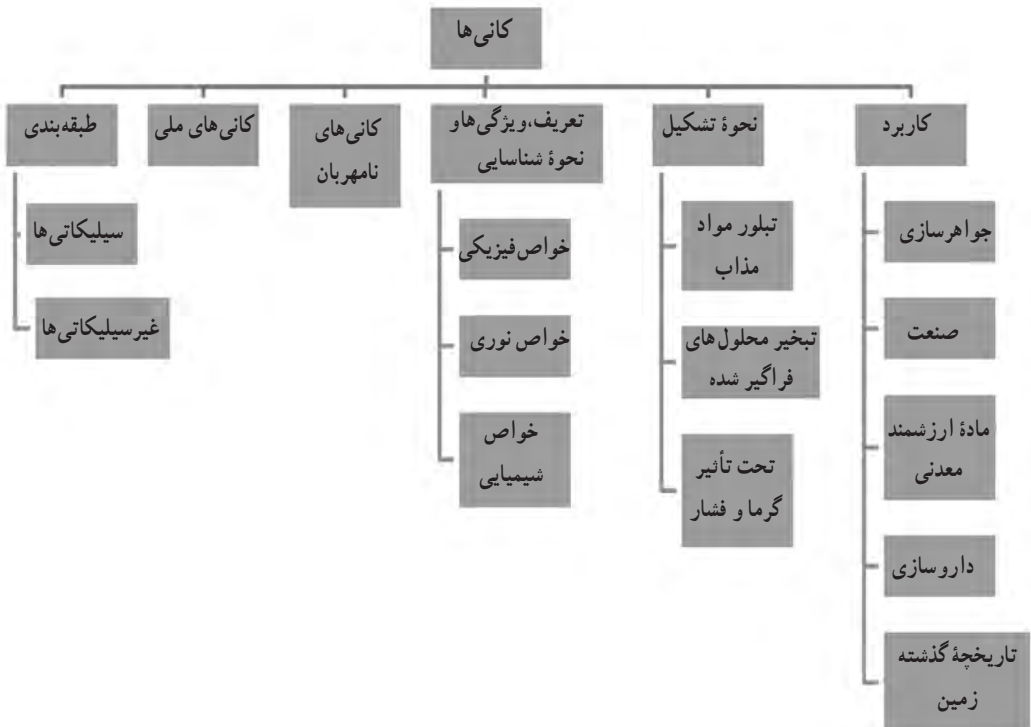 کانی‌ها
کاربرد
جواهرسازی
صنعت
مادهٔ ارزشمند
معدنی
داروسازی
تاریخچهٔ گذشته
زمین
نحوهٔ تشکیل
تبلور مواد
مذاب
تبخیر محلول‌های
فراگیر شده
تحت تأثیر
گرما و فشار
تعریف،ویژگی‌هاو
نحوهٔ شناسایی
خواص‌فیزیکی
خواص نوری
خواص
شیمیایی
کانی‌های
نامهربان
کانی‌های ملی
طبقه‌بندی
سیلیکاتی‌ها
غیرسیلیکاتی‌ها